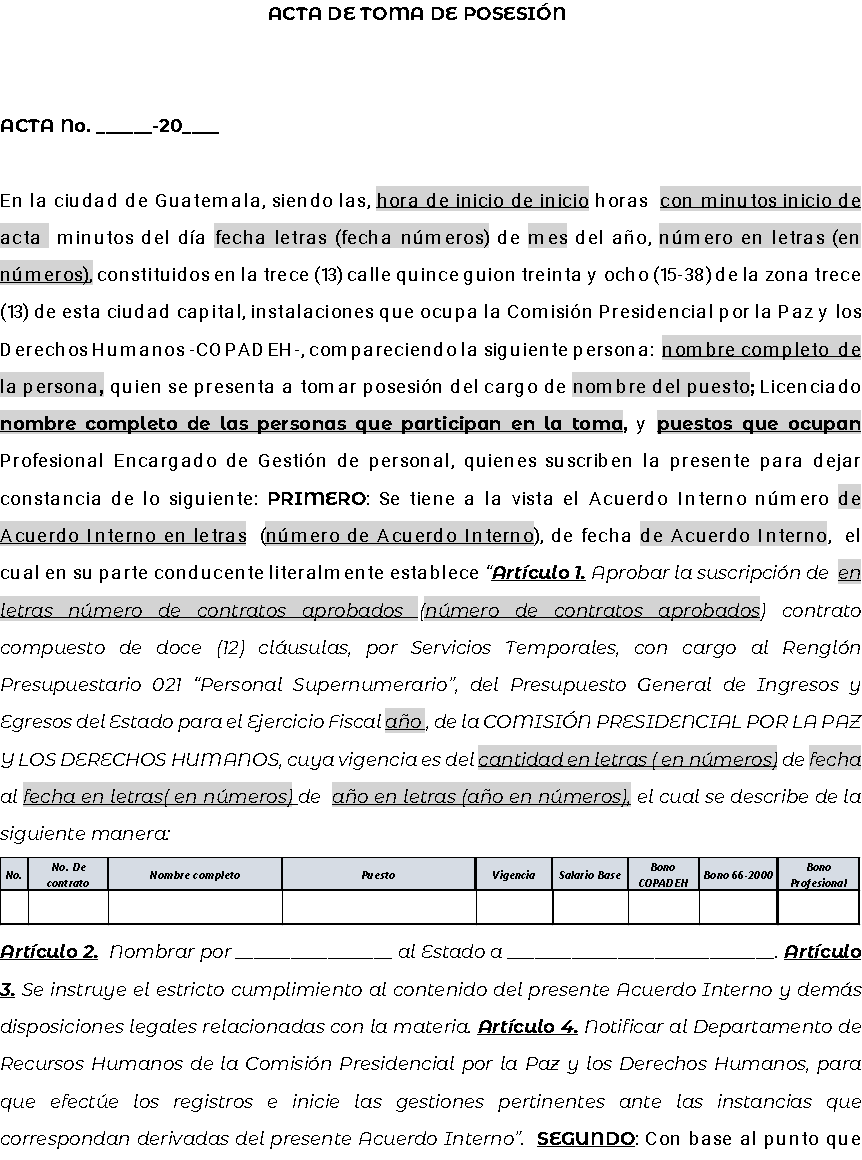 ACTA DE TOMA DE POSESIÓN
ACTA No. ______-20____
En la ciudad de Guatemala, siendo las, hora de inicio de inicio horas con minutos inicio de
acta minutos del día fecha letras (fecha números) de mes del año, número en letras (en
números), constituidos en la trece (13) calle quince guion treinta y ocho (15-38) de la zona trece
(13) de esta ciudad capital, instalaciones que ocupa la Comisión Presidencial por la Paz y los
Derechos Humanos -COPADEH-, compareciendo la siguiente persona: nombre completo de
la persona, quien se presenta a tomar posesión del cargo de nombre del puesto; Licenciado
nombre completo de las personas que participan en la toma, y puestos que ocupan
Profesional Encargado de Gestión de personal, quienes suscriben la presente para dejar
constancia de lo siguiente: PRIMERO: Se tiene a la vista el Acuerdo Interno número de
Acuerdo Interno en letras (número de Acuerdo Interno), de fecha de Acuerdo Interno, el
cual en su parte conducente literalmente establece “Artículo 1. Aprobar la suscripción de en
letras número de contratos aprobados (número de contratos aprobados) contrato
compuesto de doce (12) cláusulas, por Servicios Temporales, con cargo al Renglón
Presupuestario 021 “Personal Supernumerario”, del Presupuesto General de Ingresos y
Egresos del Estado para el Ejercicio Fiscal año , de la COMISIÓN PRESIDENCIAL POR LA PAZ
Y LOS DERECHOS HUMANOS, cuya vigencia es del cantidad en letras ( en números) de fecha
al fecha en letras( en números) de año en letras (año en números), el cual se describe de la
siguiente manera:
No. No. De contrato Nombre completo Puesto Vigencia Salario Base Bono COPADEH Bono 66-2000 Bono Profesional
Artículo 2. Nombrar por _________________ al Estado a _____________________________. Artículo
3. Se instruye el estricto cumplimiento al contenido del presente Acuerdo Interno y demás
disposiciones legales relacionadas con la materia. Artículo 4. Notificar al Departamento de
Recursos Humanos de la Comisión Presidencial por la Paz y los Derechos Humanos, para
que efectúe los registros e inicie las gestiones pertinentes ante las instancias que
correspondan derivadas del presente Acuerdo Interno”. SEGUNDO: Con base al punto que